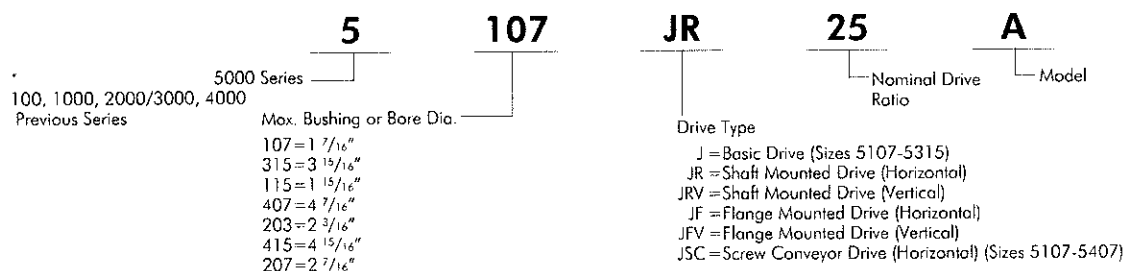 5 107 JR 25 A
5000 Series
100, 1000, 2000/3000, 4000
Previous Series
Max. Bushing or Bore Dia.
107=1 7/16"
315=3 15/16"
115=1 15/16"
407=4 7/16"
203=2 3/16"
415=4 15/16"
207=2 7/16"
Drive Type
J =Basic Drive (Sizes 5107-5315)
JR =Shaft Mounted Drive (Horizontal)
JRV =Shaft Mounted Drive (Vertical)
JF =Flange Mounted Drive (Horizontal)
JFV =Flange Mounted Drive (Vertical)
JSC =Screw Conveyor Drive (Horizontal) (Sizes 5107-5407)
Nominal Drive
Ratio
Model